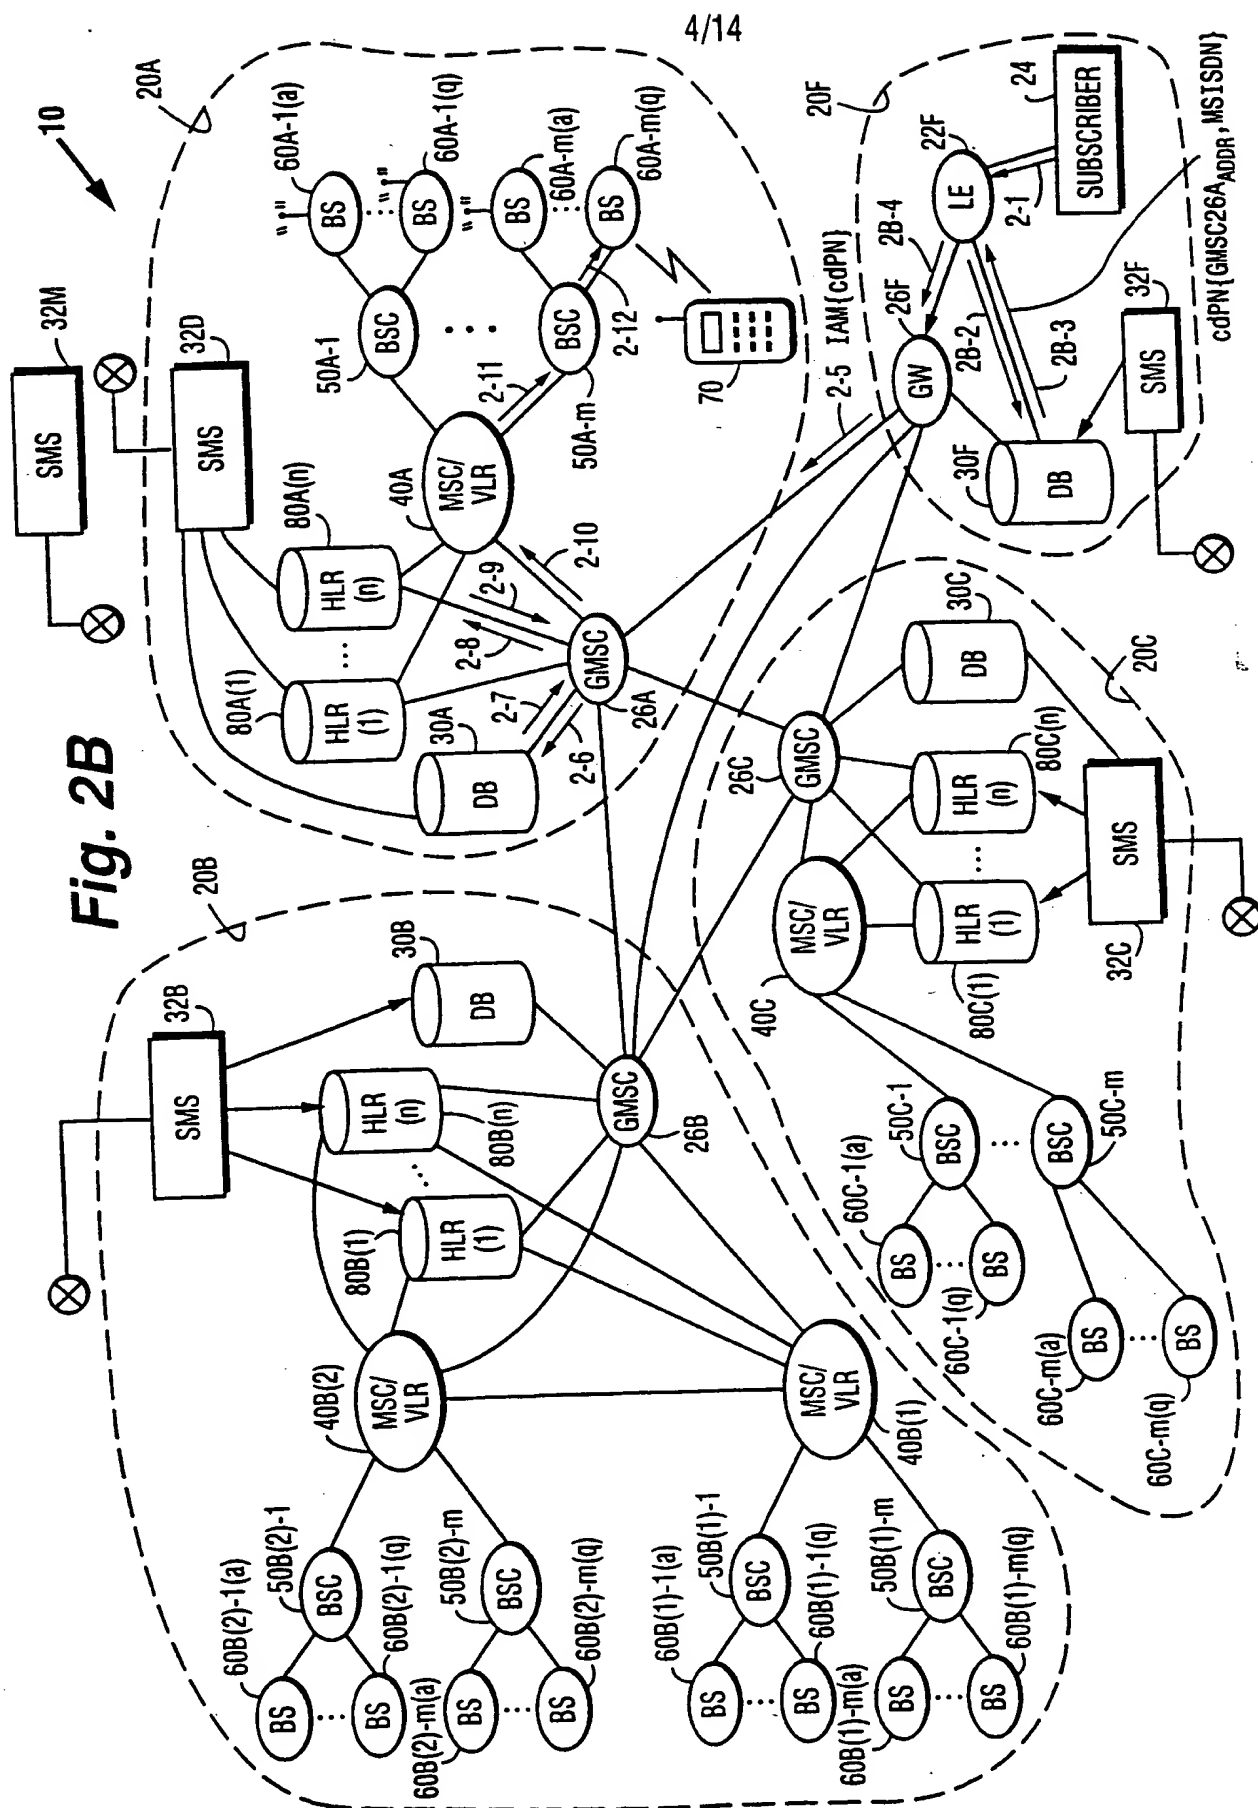 4/14
Fig. 2B
10
SMS
32M
20A
SMS
32D
80A(1)
HLR
(1)
...
80A(n)
HLR
(n)
30A
DB
2-6
2-7
2-8
2-9
2-10
GMSC
26A
40A
MSC/
VLR
2-11
50A-1
BSC
BSC
50A-m
2-12
60A-1(a)
BS
BS
60A-1(q)
BS
60A-m(a)
BS
60A-m(q)
70
20F
2-5 IAM{cdPN}
26F
GW
2B-4
22F
LE
24
SUBSCRIBER
2-1
2B-2
2B-3
30F
DB
32F
SMS
cdPN{GMSC26A_ADDR,MSISDN}
20B
32B
SMS
30B
DB
HLR
(n)
80B(n)
...
80B(1)
HLR
(1)
GMSC
26B
40B(2)
MSC/
VLR
MSC/
VLR
40B(1)
50B(2)-1
BSC
60B(2)-1(a)
BS
BS
60B(2)-1(q)
50B(2)-m
BSC
60B(2)-m(a)
BS
BS
60B(2)-m(q)
50B(1)-1
BSC
60B(1)-1(a)
BS
BS
60B(1)-1(q)
50B(1)-m
BSC
60B(1)-m(a)
BS
BS
60B(1)-m(q)
20C
26C
GMSC
30C
DB
40C
MSC/
VLR
80C(1)
HLR
(1)
...
80C(n)
HLR
(n)
32C
SMS
50C-1
BSC
60C-1(a)
BS
BS
60C-1(q)
BSC
50C-m
60C-m(a)
BS
BS
60C-m(q)